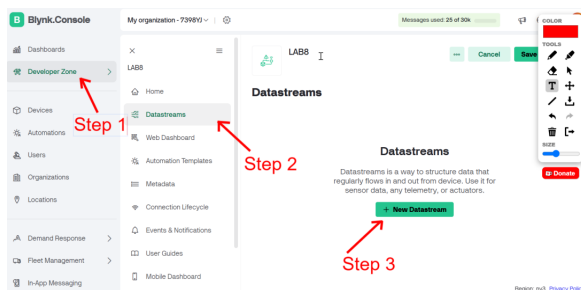 B Blynk.Console
My organization - 7398YJ
Messages used: 25 of 30k
COLOR
TOOLS
T
SIZE
Donate
Dashboards
Developer Zone
Devices
Automations
Users
Organizations
Locations
Demand Response
Fleet Management
In-App Messaging
Step 1
LAB8
Home
Datastreams
Web Dashboard
Automation Templates
Metadata
Connection Lifecycle
Events & Notifications
User Guides
Mobile Dashboard
Step 2
LAB8
Cancel
Save
Datastreams
Datastreams
Datastreams is a way to structure data that
regularly flows in and out from device. Use it for
sensor data, any telemetry, or actuators.
+ New Datastream
Step 3
Region: ny3 Privacy Polic